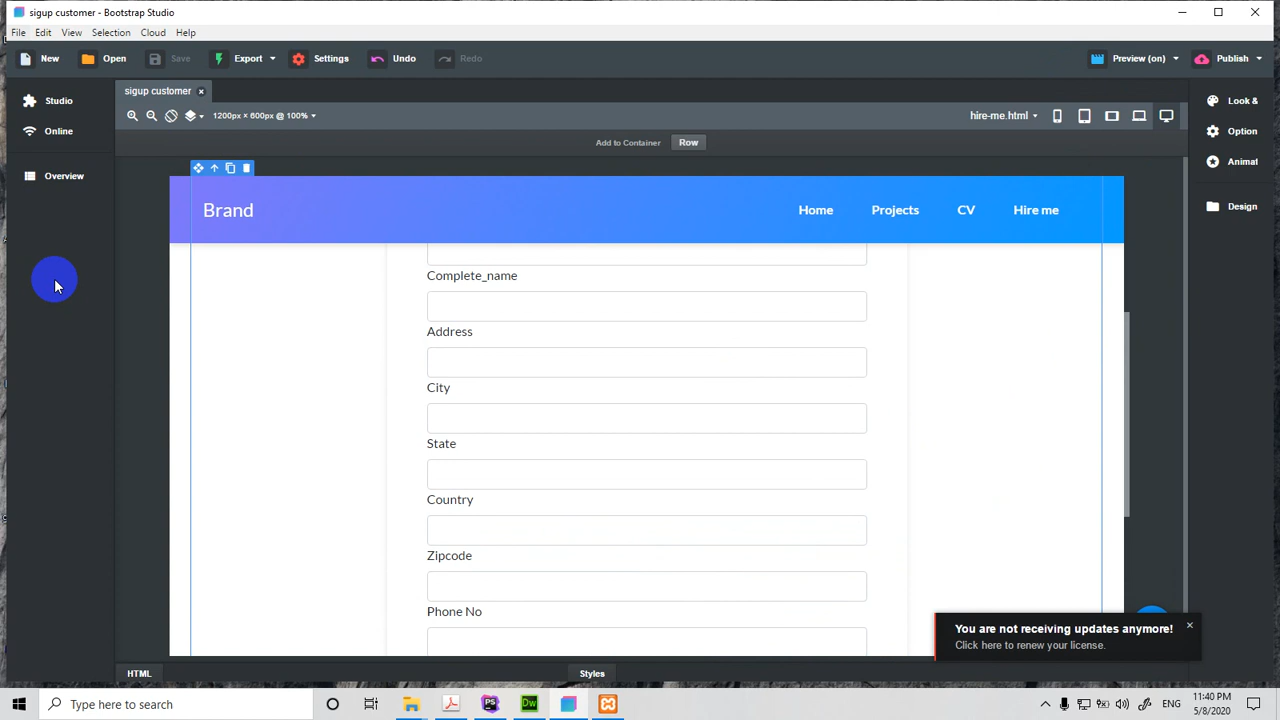 sigup customer - Bootstrap Studio
File Edit View Selection Cloud Help
New Open Save Export Settings Undo Redo Preview (on) Publish
Studio
Online
Overview
sigup customer
1200px × 600px @ 100%
hire-me.html
Add to Container Row
Look &
Option
Animat
Design
Brand Home Projects CV Hire me
Complete_name
Address
City
State
Country
Zipcode
Phone No
You are not receiving updates anymore!
Click here to renew your license.
HTML Styles
Type here to search
PS
Dw
ENG
11:40 PM
5/8/2020